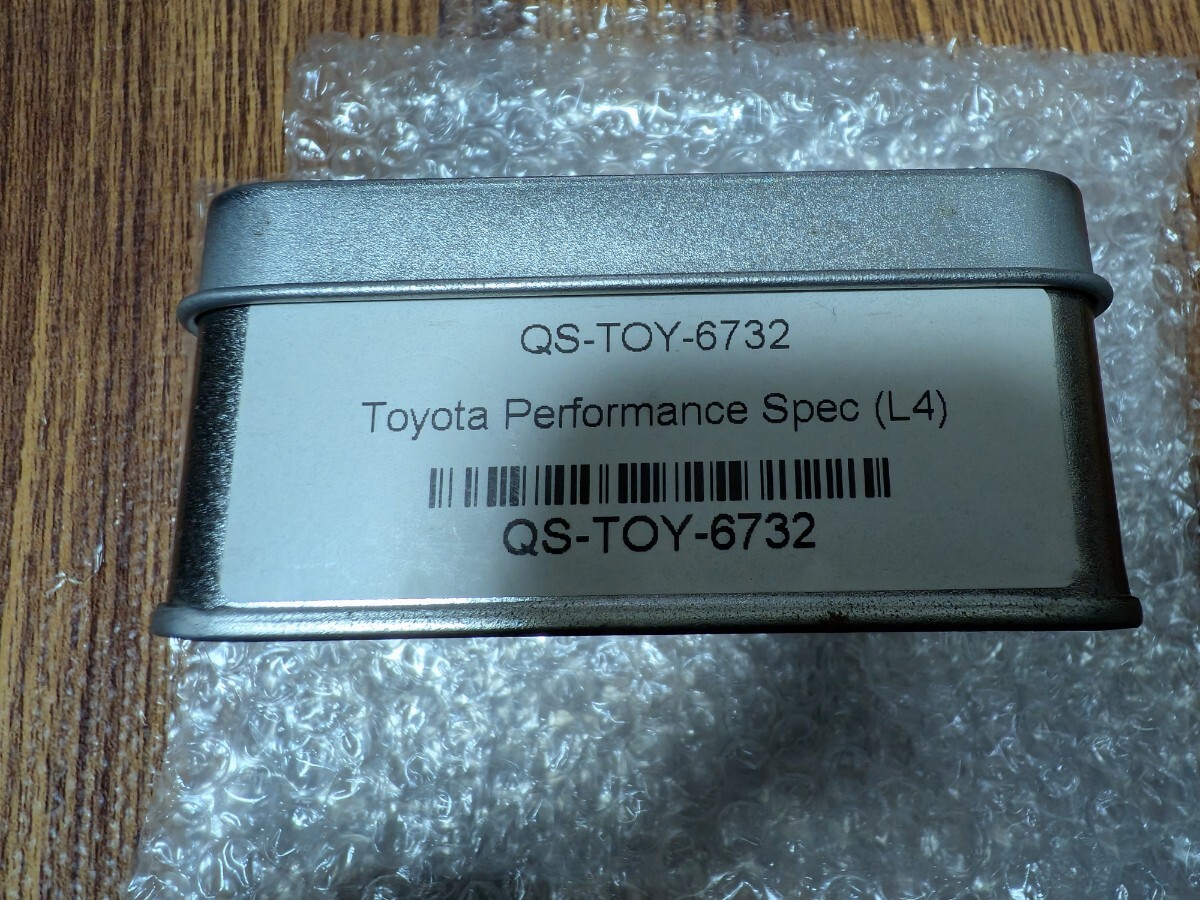 QS-TOY-6732
Toyota Performance Spec (L4)
QS-TOY-6732